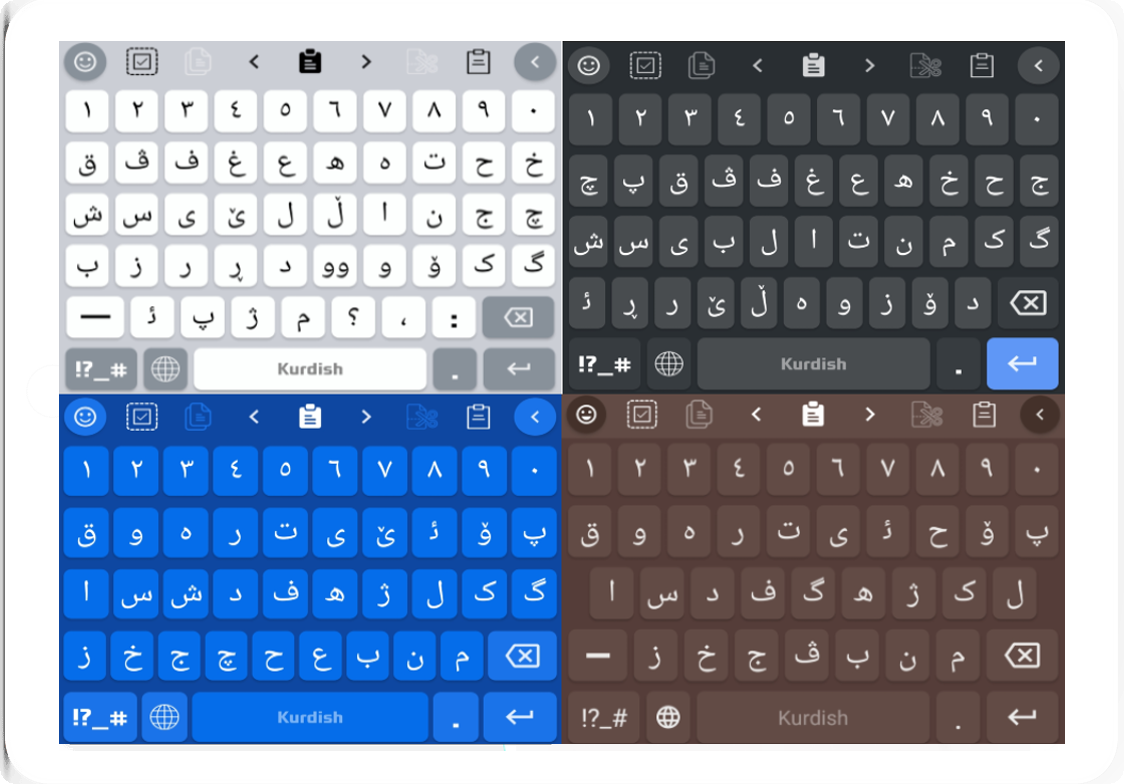 ١ ٢ ٣ ٤ ٥ ٦ ٧ ٨ ٩ ٠
ق ڤ ف غ ع ھ ە ت ح خ
ش س ی ێ ل ڵ ا ن ج چ
ب ز ر ڕ د وو و ۆ ک گ
— ئ پ ژ م ؟ ، :
!?_# Kurdish .
١ ٢ ٣ ٤ ٥ ٦ ٧ ٨ ٩ ٠
چ پ ق ڤ ف غ ع ھ خ ح ج
ش س ی ب ل ا ت ن م ک گ
ئ ڕ ر ێ ڵ ە و ژ ز ۆ د
!?_# Kurdish .
١ ٢ ٣ ٤ ٥ ٦ ٧ ٨ ٩ ٠
ق و ە ر ت ی ێ ئ ۆ پ
ا س ش د ف ھ ژ ل ک گ
ز خ ج چ ح ع ب ن م
!?_# Kurdish .
١ ٢ ٣ ٤ ٥ ٦ ٧ ٨ ٩ ٠
ق و ە ر ت ی ئ ح ۆ پ
ا س د ف گ ھ ژ ک ل
— ز خ ج ڤ ب ن م
!?_# Kurdish .